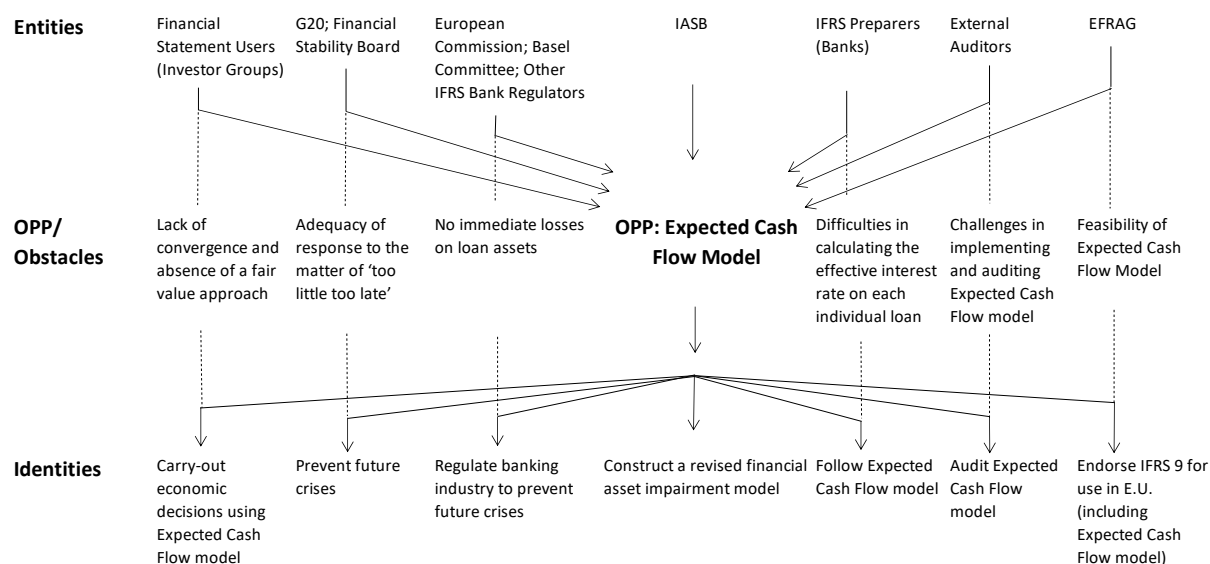 Entities
Financial
Statement Users
(Investor Groups)
G20; Financial
Stability Board
European
Commission; Basel
Committee; Other
IFRS Bank Regulators
IASB
IFRS Preparers
(Banks)
External
Auditors
EFRAG
OPP/
Obstacles
Lack of
convergence and
absence of a fair
value approach
Adequacy of
response to the
matter of ‘too
little too late’
No immediate losses
on loan assets
OPP: Expected Cash
Flow Model
Difficulties in
calculating the
effective interest
rate on each
individual loan
Challenges in
implementing
and auditing
Expected Cash
Flow model
Feasibility of
Expected Cash
Flow Model
Identities
Carry-out
economic
decisions using
Expected Cash
Flow model
Prevent future
crises
Regulate banking
industry to prevent
future crises
Construct a revised financial
asset impairment model
Follow Expected
Cash Flow model
Audit Expected
Cash Flow
model
Endorse IFRS 9 for
use in E.U.
(including
Expected Cash
Flow model)